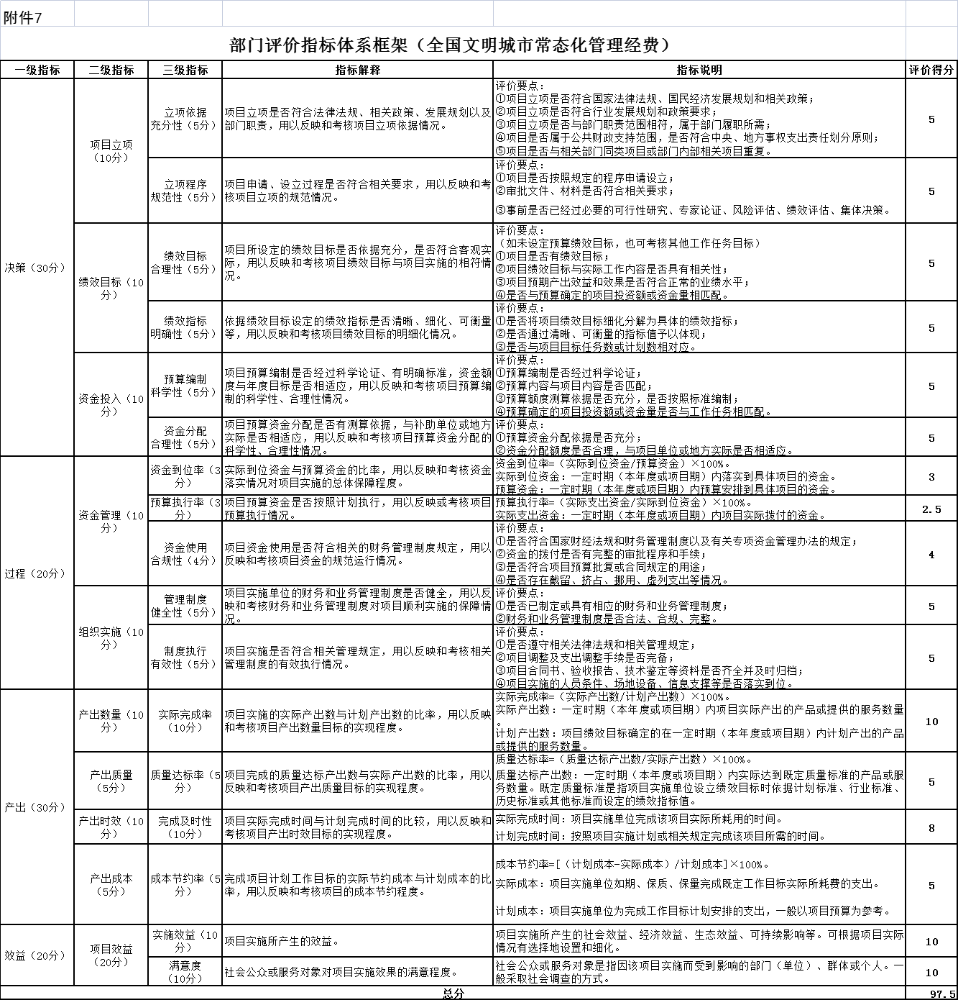 附件7
部门评价指标体系框架（全国文明城市常态化管理经费）
一级指标 二级指标 三级指标 指标解释 指标说明 评价得分
决策（30分）
项目立项
（10分）
立项依据
充分性（5分）
项目立项是否符合法律法规、相关政策、发展规划以及
部门职责，用以反映和考核项目立项依据情况。
评价要点：
①项目立项是否符合国家法律法规、国民经济发展规划和相关政策；
②项目立项是否符合行业发展规划和政策要求；
③项目立项是否与部门职责范围相符，属于部门履职所需；
④项目是否属于公共财政支持范围，是否符合中央、地方事权支出责任划分原则；
⑤项目是否与相关部门同类项目或部门内部相关项目重复。
5
立项程序
规范性（5分）
项目申请、设立过程是否符合相关要求，用以反映和考
核项目立项的规范情况。
评价要点：
①项目是否按照规定的程序申请设立；
②审批文件、材料是否符合相关要求；
③事前是否已经过必要的可行性研究、专家论证、风险评估、绩效评估、集体决策。
5
绩效目标（10
分）
绩效目标
合理性（5分）
项目所设定的绩效目标是否依据充分，是否符合客观实
际，用以反映和考核项目绩效目标与项目实施的相符情
况。
评价要点：
（如未设定预算绩效目标，也可考核其他工作任务目标）
①项目是否有绩效目标；
②项目绩效目标与实际工作内容是否具有相关性；
③项目预期产出效益和效果是否符合正常的业绩水平；
④是否与预算确定的项目投资额或资金量相匹配。
5
绩效指标
明确性（5分）
依据绩效目标设定的绩效指标是否清晰、细化、可衡量
等，用以反映和考核项目绩效目标的明细化情况。
评价要点：
①是否将项目绩效目标细化分解为具体的绩效指标；
②是否通过清晰、可衡量的指标值予以体现；
③是否与项目目标任务数或计划数相对应。
5
资金投入（10
分）
预算编制
科学性（5分）
项目预算编制是否经过科学论证、有明确标准，资金额
度与年度目标是否相适应，用以反映和考核项目预算编
制的科学性、合理性情况。
评价要点：
①预算编制是否经过科学论证；
②预算内容与项目内容是否匹配；
③预算额度测算依据是否充分，是否按照标准编制；
④预算确定的项目投资额或资金量是否与工作任务相匹配。
5
资金分配
合理性（5分）
项目预算资金分配是否有测算依据，与补助单位或地方
实际是否相适应，用以反映和考核项目预算资金分配的
科学性、合理性情况。
评价要点：
①预算资金分配依据是否充分；
②资金分配额度是否合理，与项目单位或地方实际是否相适应。
5
过程（20分）
资金管理（10
分）
资金到位率（3
分）
实际到位资金与预算资金的比率，用以反映和考核资金
落实情况对项目实施的总体保障程度。
资金到位率=（实际到位资金/预算资金）×100%。
实际到位资金：一定时期（本年度或项目期）内落实到具体项目的资金。
预算资金：一定时期（本年度或项目期）内预算安排到具体项目的资金。
3
预算执行率（3
分）
项目预算资金是否按照计划执行，用以反映或考核项目
预算执行情况。
预算执行率=（实际支出资金/实际到位资金）×100%。
实际支出资金：一定时期（本年度或项目期）内项目实际拨付的资金。
2.5
资金使用
合规性（4分）
项目资金使用是否符合相关的财务管理制度规定，用以
反映和考核项目资金的规范运行情况。
评价要点：
①是否符合国家财经法规和财务管理制度以及有关专项资金管理办法的规定；
②资金的拨付是否有完整的审批程序和手续；
③是否符合项目预算批复或合同规定的用途；
④是否存在截留、挤占、挪用、虚列支出等情况。
4
组织实施（10
分）
管理制度
健全性（5分）
项目实施单位的财务和业务管理制度是否健全，用以反
映和考核财务和业务管理制度对项目顺利实施的保障情
况。
评价要点：
①是否已制定或具有相应的财务和业务管理制度；
②财务和业务管理制度是否合法、合规、完整。
5
制度执行
有效性（5分）
项目实施是否符合相关管理规定，用以反映和考核相关
管理制度的有效执行情况。
评价要点：
①是否遵守相关法律法规和相关管理规定；
②项目调整及支出调整手续是否完备；
③项目合同书、验收报告、技术鉴定等资料是否齐全并及时归档；
④项目实施的人员条件、场地设备、信息支撑等是否落实到位。
5
产出（30分）
产出数量（10
分）
实际完成率
（10分）
项目实施的实际产出数与计划产出数的比率，用以反映
和考核项目产出数量目标的实现程度。
实际完成率=（实际产出数/计划产出数）×100%。
实际产出数：一定时期（本年度或项目期）内项目实际产出的产品或提供的服务数量
。
计划产出数：项目绩效目标确定的在一定时期（本年度或项目期）内计划产出的产品
或提供的服务数量。
10
产出质量
（5分）
质量达标率（5
分）
项目完成的质量达标产出数与实际产出数的比率，用以
反映和考核项目产出质量目标的实现程度。
质量达标率=（质量达标产出数/实际产出数）×100%。
质量达标产出数：一定时期（本年度或项目期）内实际达到既定质量标准的产品或服
务数量。既定质量标准是指项目实施单位设立绩效目标时依据计划标准、行业标准、
历史标准或其他标准而设定的绩效指标值。
5
产出时效（10
分）
完成及时性
（10分）
项目实际完成时间与计划完成时间的比较，用以反映和
考核项目产出时效目标的实现程度。
实际完成时间：项目实施单位完成该项目实际所耗用的时间。
计划完成时间：按照项目实施计划或相关规定完成该项目所需的时间。
8
产出成本
（5分）
成本节约率（5
分）
完成项目计划工作目标的实际节约成本与计划成本的比
率，用以反映和考核项目的成本节约程度。
成本节约率=[（计划成本-实际成本）/计划成本]×100%。
实际成本：项目实施单位如期、保质、保量完成既定工作目标实际所耗费的支出。
计划成本：项目实施单位为完成工作目标计划安排的支出，一般以项目预算为参考。
5
效益（20分）
项目效益
（20分）
实施效益（10
分）
项目实施所产生的效益。
项目实施所产生的社会效益、经济效益、生态效益、可持续影响等。可根据项目实际
情况有选择地设置和细化。
10
满意度
（10分）
社会公众或服务对象对项目实施效果的满意程度。
社会公众或服务对象是指因该项目实施而受到影响的部门（单位）、群体或个人。一
般采取社会调查的方式。
10
总分 97.5